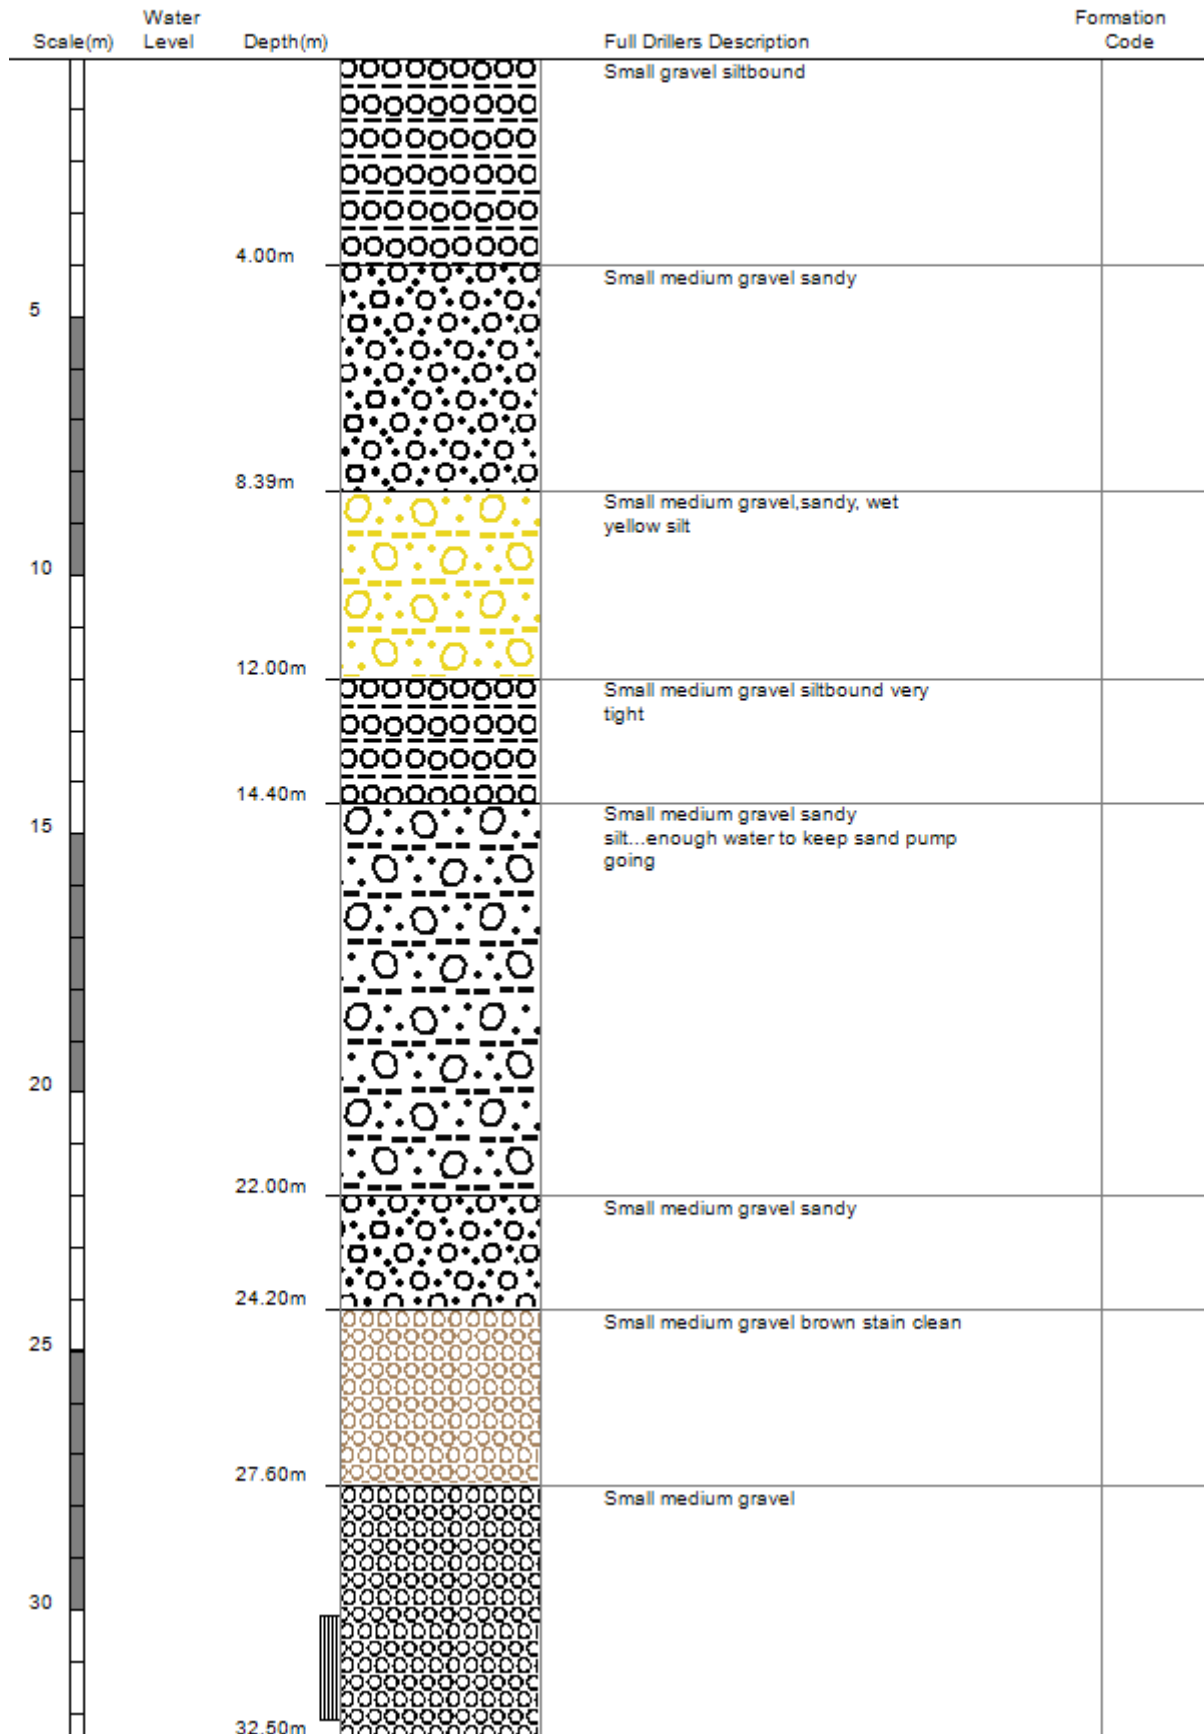 Water Formation
Scale(m) Level Depth(m) Full Drillers Description Code
Small gravel siltbound
4.00m
Small medium gravel sandy
5
8.39m
Small medium gravel,sandy, wet
yellow silt
10
12.00m
Small medium gravel siltbound very
tight
14.40m
Small medium gravel sandy
15
silt...enough water to keep sand pump
going
20
22.00m
Small medium gravel sandy
24.20m
Small medium gravel brown stain clean
25
27.60m
Small medium gravel
30
32.50m